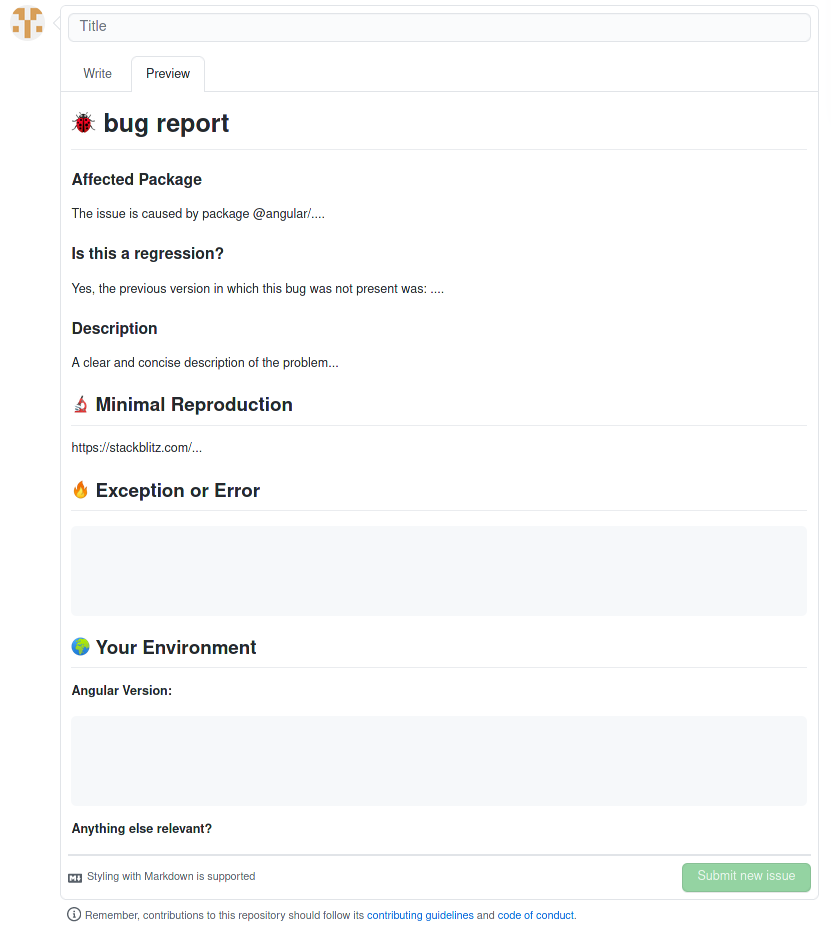 Title
Write Preview
🐞 bug report
Affected Package
The issue is caused by package @angular/....
Is this a regression?
Yes, the previous version in which this bug was not present was: ....
Description
A clear and concise description of the problem...
🔬 Minimal Reproduction
https://stackblitz.com/...
🔥 Exception or Error
🌍 Your Environment
Angular Version:
Anything else relevant?
Styling with Markdown is supported
Submit new issue
Remember, contributions to this repository should follow its contributing guidelines and code of conduct.